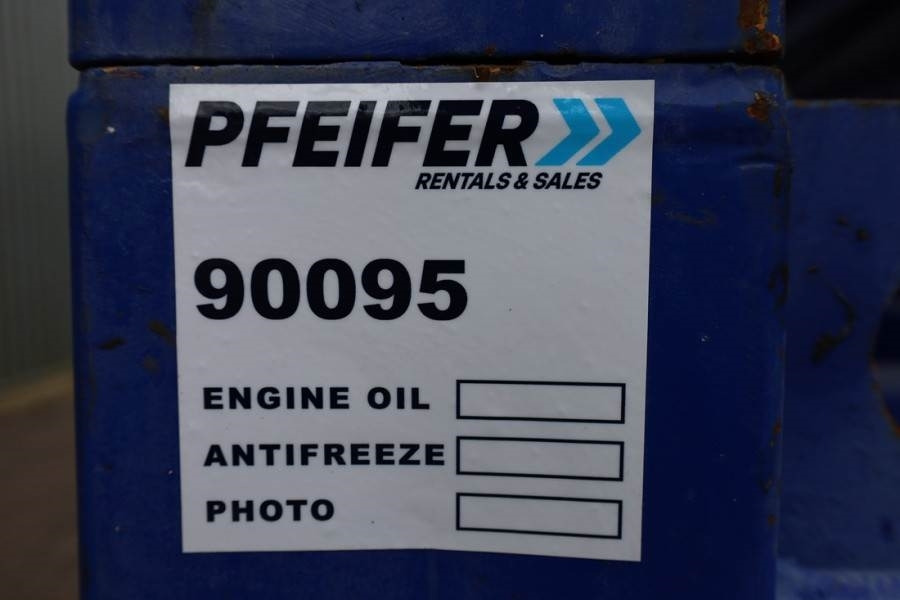 PFEIFER
RENTALS & SALES
90095
ENGINE OIL
ANTIFREEZE
PHOTO